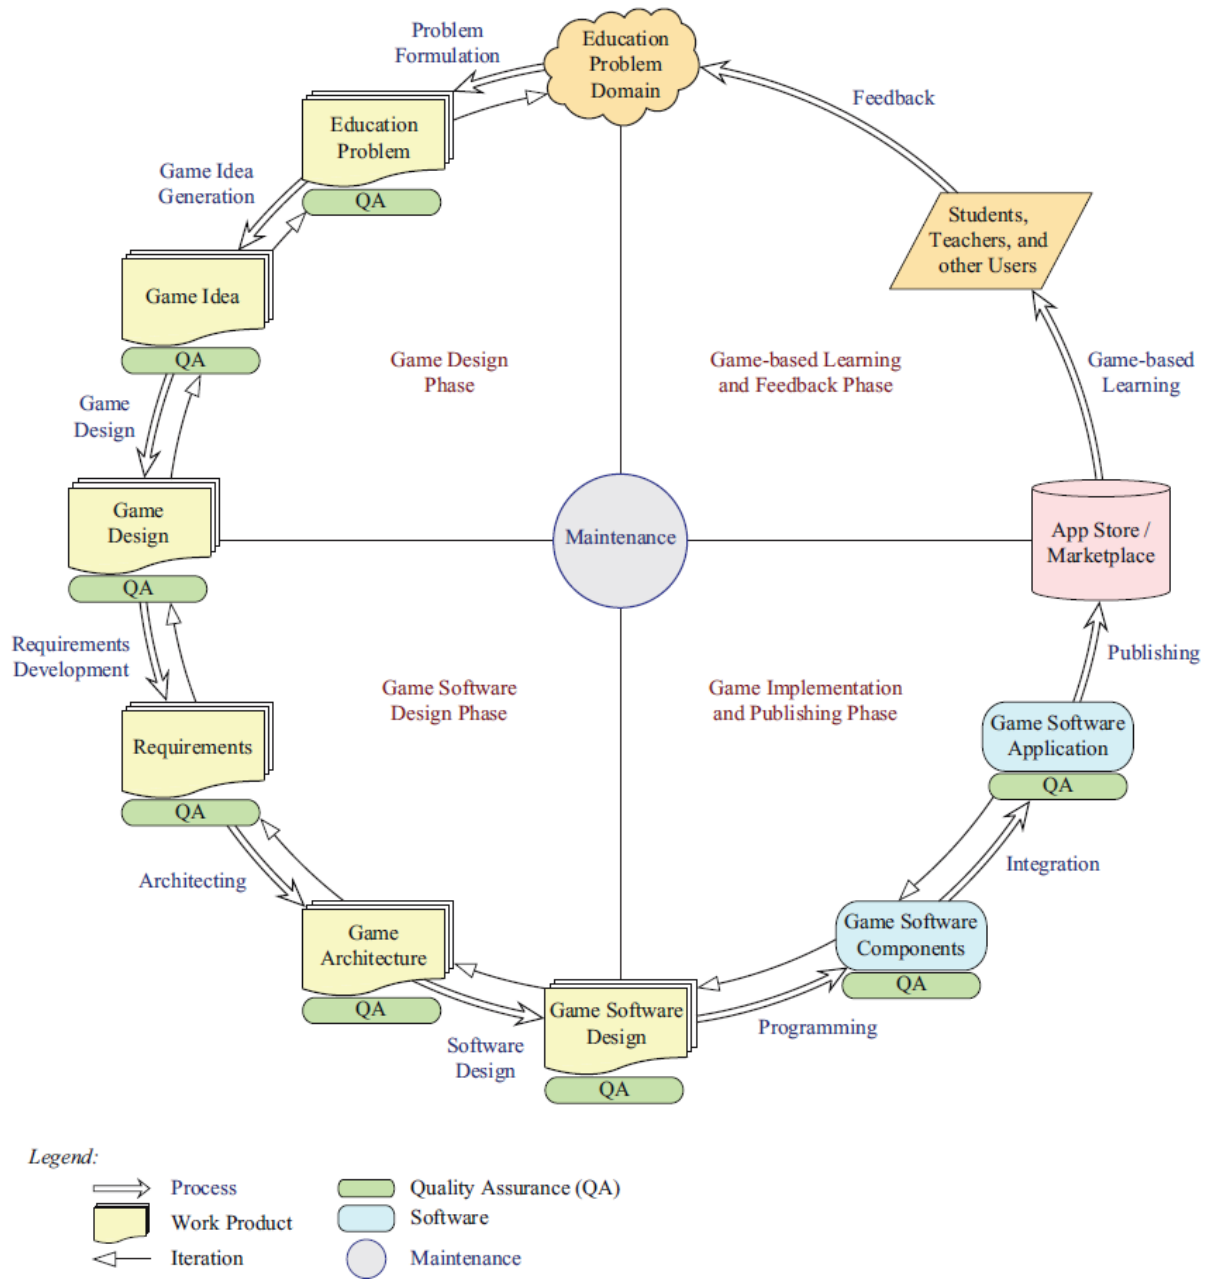 Problem
Formulation
Education
Problem
Domain
Feedback
Education
Problem
QA
Game Idea
Generation
Students,
Teachers, and
other Users
Game Idea
QA
Game Design
Phase
Game-based Learning
and Feedback Phase
Game-based
Learning
Game
Design
Game
Design
QA
Maintenance
App Store /
Marketplace
Requirements
Development
Publishing
Game Software
Design Phase
Game Implementation
and Publishing Phase
Requirements
QA
Game Software
Application
QA
Architecting
Integration
Game
Architecture
QA
Game Software
Components
QA
Software
Design
Game Software
Design
QA
Programming
Legend:
Process
Quality Assurance (QA)
Work Product
Software
Iteration
Maintenance